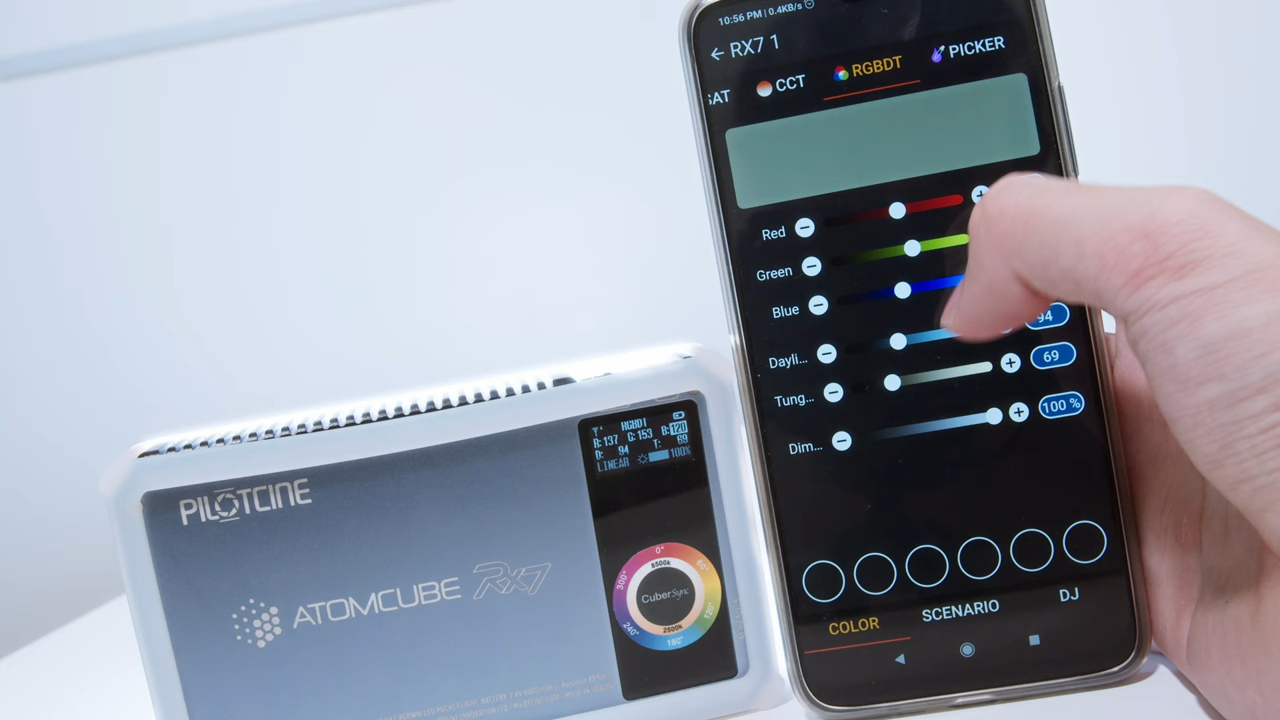 10:56 PM | 0.4KB/s
← RX7 1
SAT CCT RGBDT PICKER
Red
Green
Blue
Dayli... 94
Tung... 69
Dim... 100 %
COLOR SCENARIO DJ
PILOTCINE
ATOMCUBE RX7
RGBDT
R:137 G:153 B:120
D: 94 T: 69
LINEAR 100%
0°
60°
120°
180°
240°
300°
8500k
CuberSync
2500k